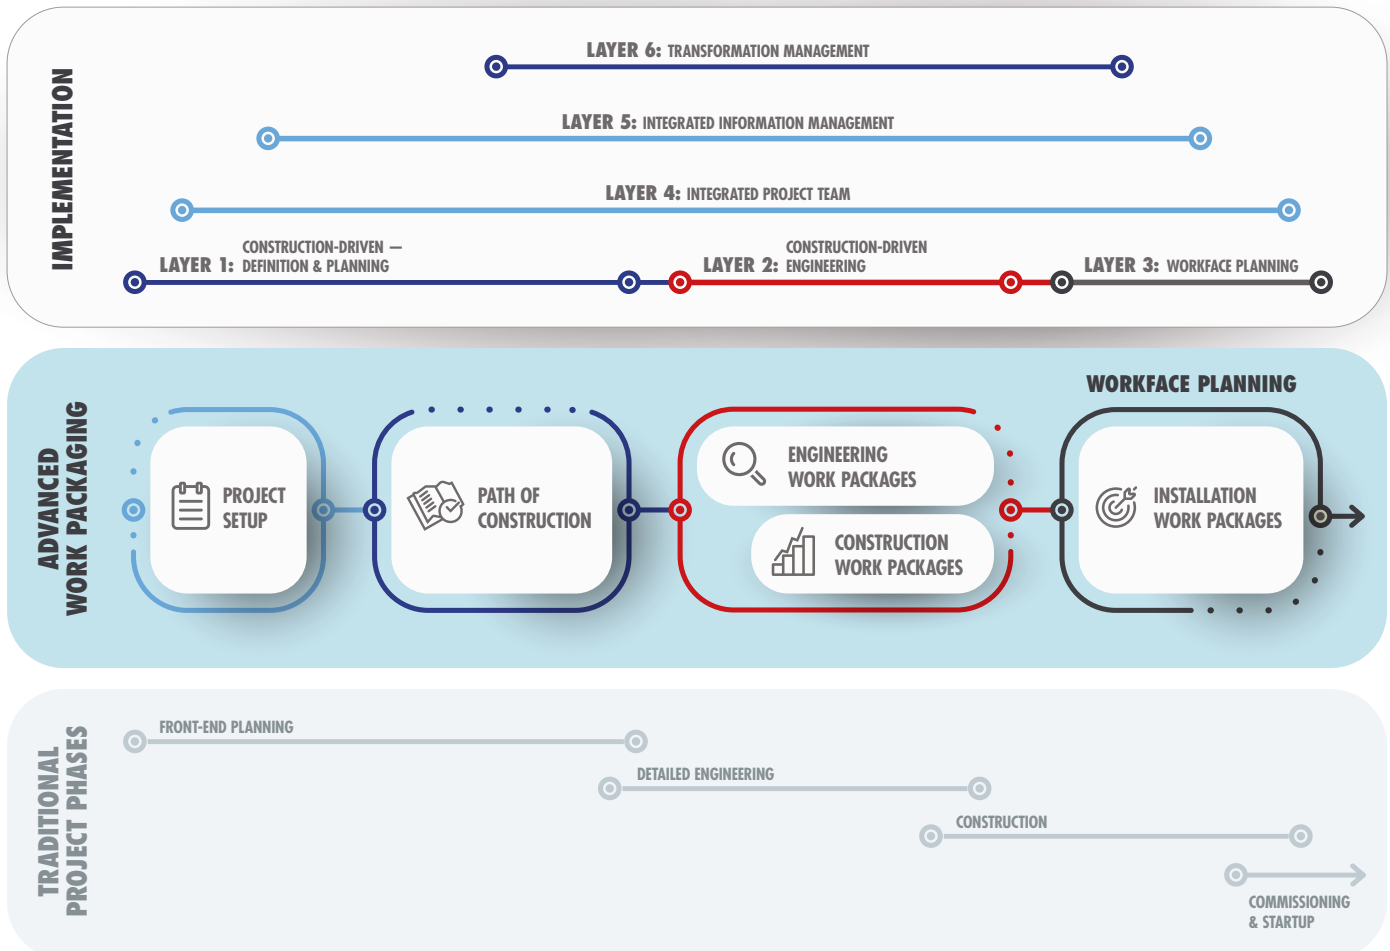 IMPLEMENTATION
LAYER 6: TRANSFORMATION MANAGEMENT
LAYER 5: INTEGRATED INFORMATION MANAGEMENT
LAYER 4: INTEGRATED PROJECT TEAM
LAYER 1: CONSTRUCTION-DRIVEN —
DEFINITION & PLANNING
LAYER 2: CONSTRUCTION-DRIVEN
ENGINEERING
LAYER 3: WORKFACE PLANNING
ADVANCED
WORK PACKAGING
PROJECT
SETUP
PATH OF
CONSTRUCTION
ENGINEERING
WORK PACKAGES
CONSTRUCTION
WORK PACKAGES
WORKFACE PLANNING
INSTALLATION
WORK PACKAGES
TRADITIONAL
PROJECT PHASES
FRONT-END PLANNING
DETAILED ENGINEERING
CONSTRUCTION
COMMISSIONING
& STARTUP